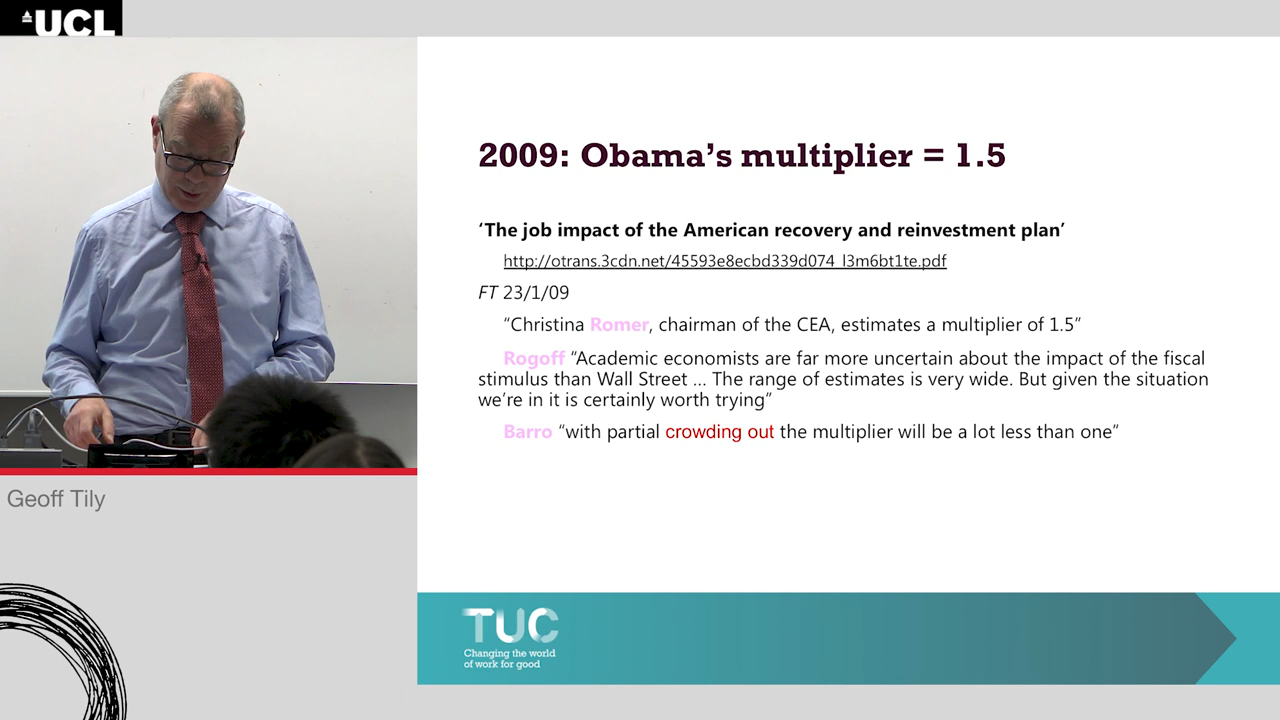 UCL
2009: Obama's multiplier = 1.5
‘The job impact of the American recovery and reinvestment plan’
http://otrans.3cdn.net/45593e8ecbd339d074_l3m6bt1te.pdf
FT 23/1/09
“Christina Romer, chairman of the CEA, estimates a multiplier of 1.5”
Rogoff “Academic economists are far more uncertain about the impact of the fiscal
stimulus than Wall Street ... The range of estimates is very wide. But given the situation
we’re in it is certainly worth trying”
Barro “with partial crowding out the multiplier will be a lot less than one”
Geoff Tily
TUC
Changing the world
of work for good